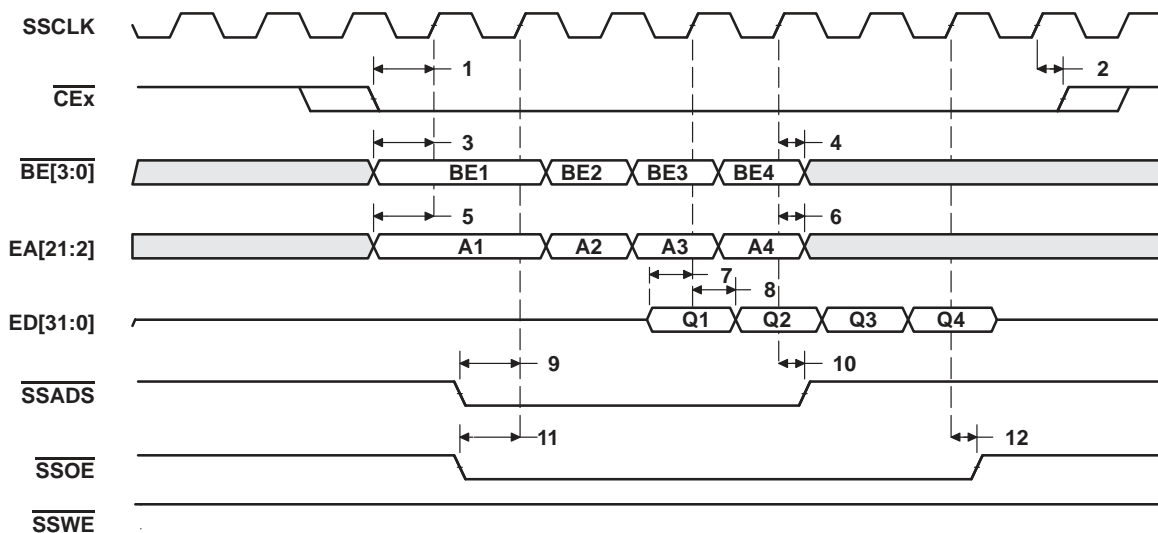 SSCLK
1 2
CEx
3 4
BE[3:0] BE1 BE2 BE3 BE4
5 6
EA[21:2] A1 A2 A3 A4
7
8
ED[31:0] Q1 Q2 Q3 Q4
9 10
SSADS
11 12
SSOE
SSWE